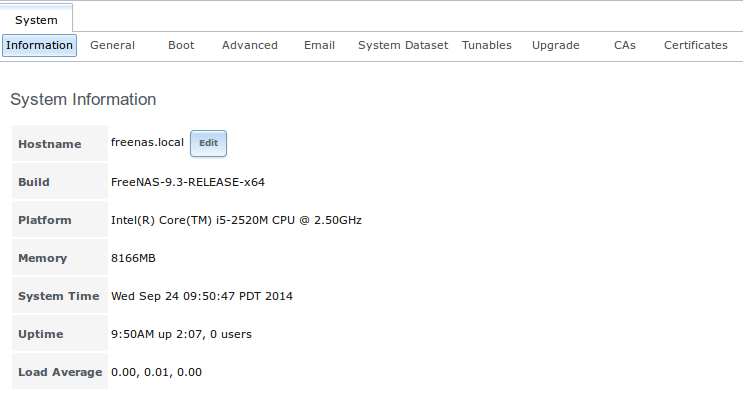 System
Information General Boot Advanced Email System Dataset Tunables Upgrade CAs Certificates
System Information
Hostname freenas.local Edit
Build FreeNAS-9.3-RELEASE-x64
Platform Intel(R) Core(TM) i5-2520M CPU @ 2.50GHz
Memory 8166MB
System Time Wed Sep 24 09:50:47 PDT 2014
Uptime 9:50AM up 2:07, 0 users
Load Average 0.00, 0.01, 0.00